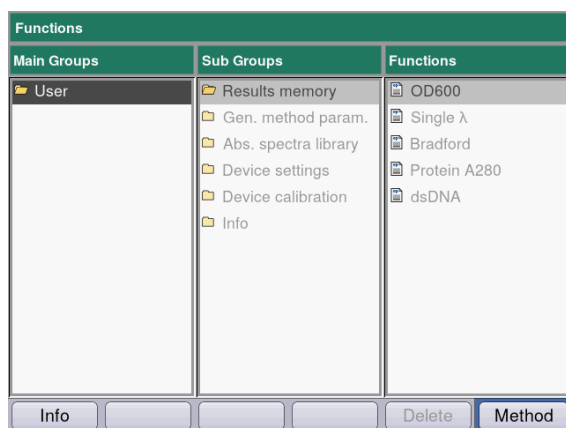 Functions
Main Groups
Sub Groups
Functions
User
Results memory
Gen. method param.
Abs. spectra library
Device settings
Device calibration
Info
OD600
Single λ
Bradford
Protein A280
dsDNA
Info
Delete
Method